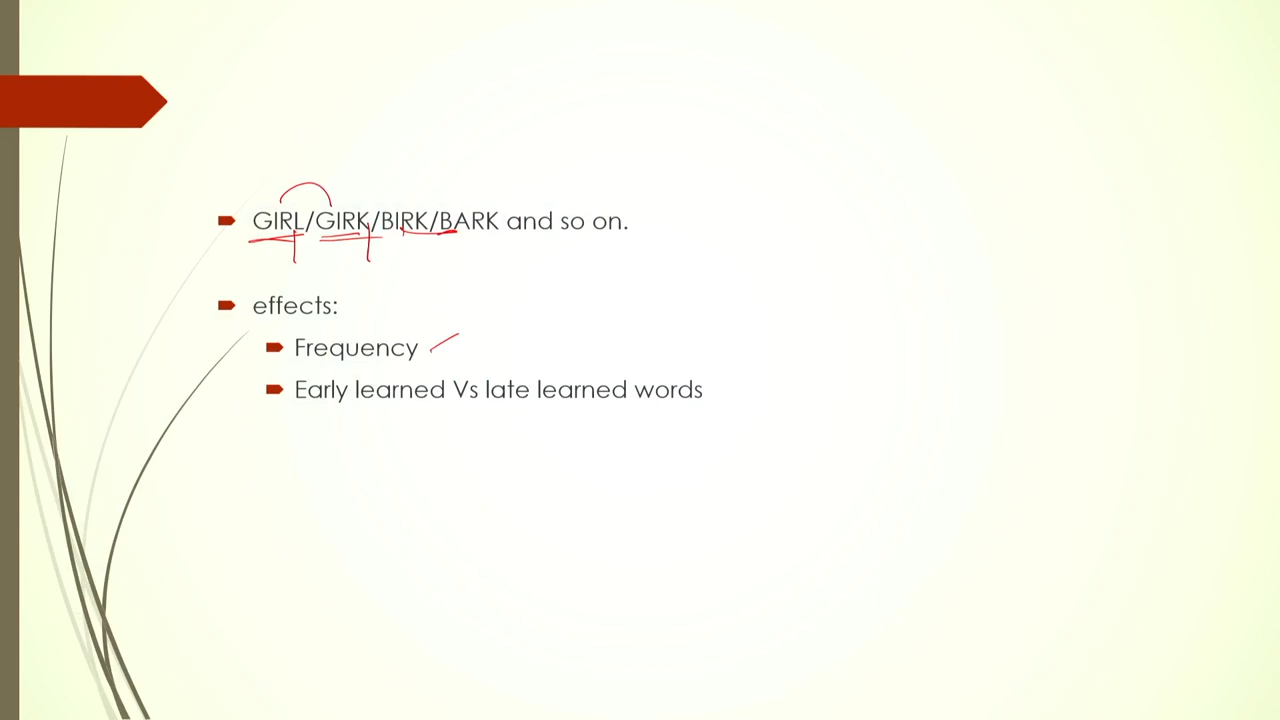 GIRL/GIRK/BIRK/BARK and so on.
effects:
Frequency
Early learned Vs late learned words